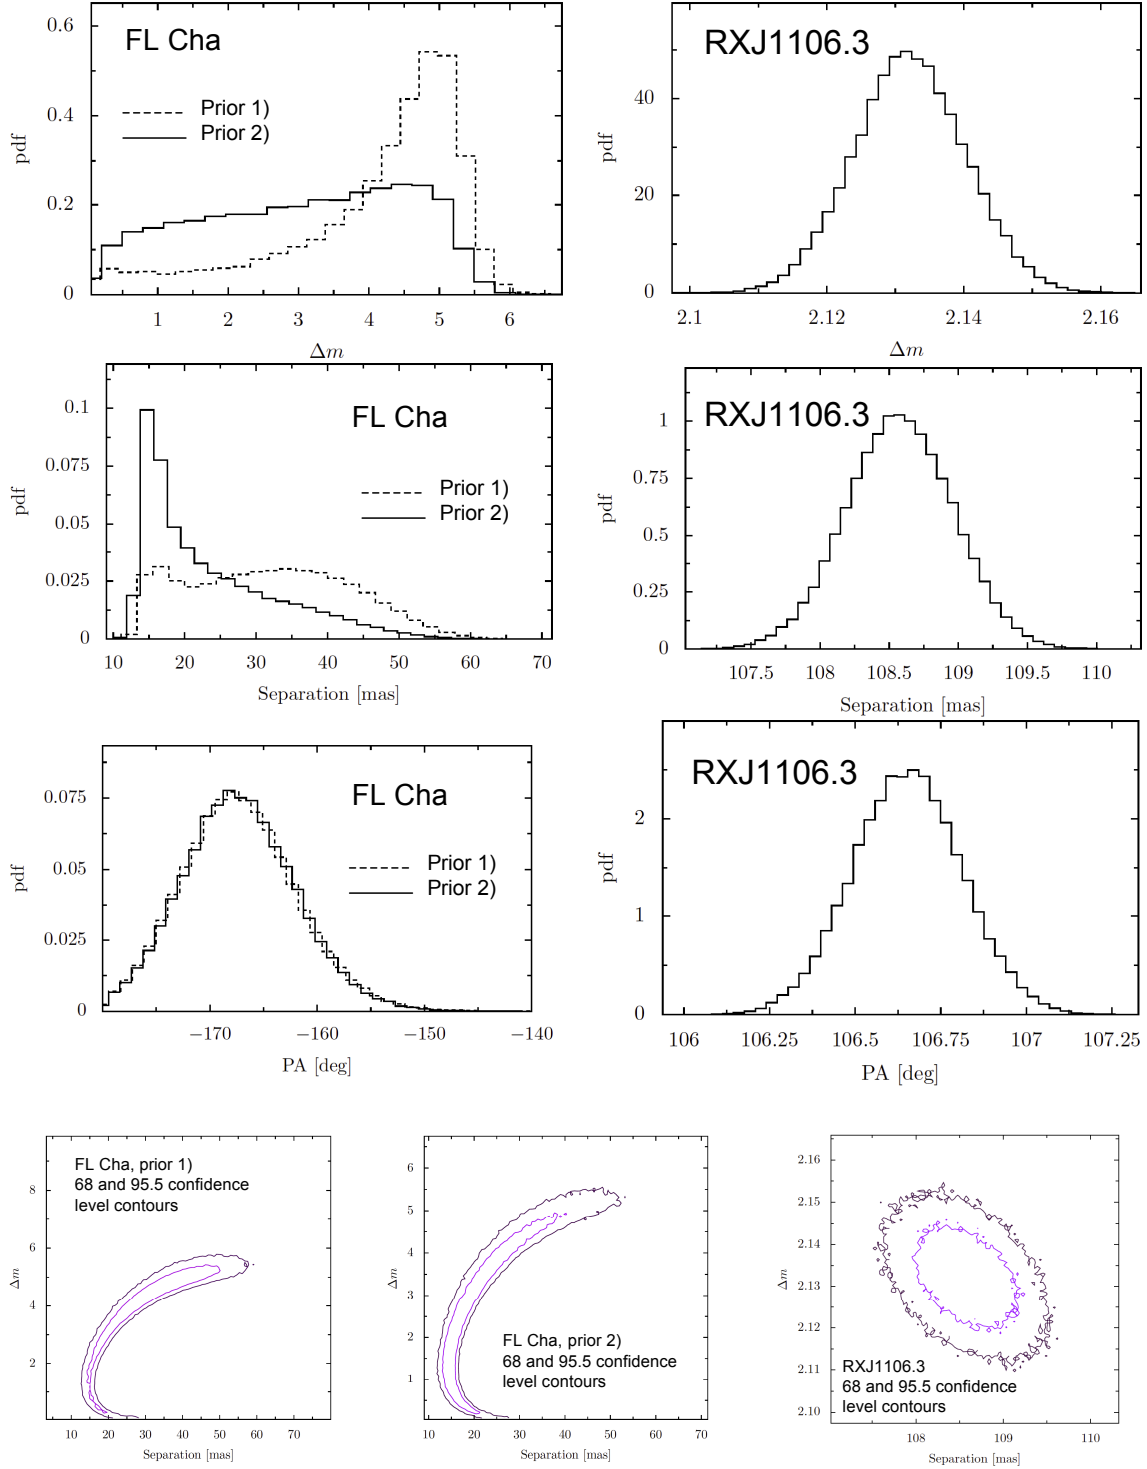 FL Cha
Prior 1)
Prior 2)
pdf
0.6
0.4
0.2
0
1 2 3 4 5 6
Δm
RXJ1106.3
pdf
40
20
0
2.1 2.12 2.14 2.16
Δm
FL Cha
Prior 1)
Prior 2)
pdf
0.1
0.075
0.05
0.025
0
10 20 30 40 50 60 70
Separation [mas]
RXJ1106.3
pdf
1
0.75
0.5
0.25
0
107.5 108 108.5 109 109.5 110
Separation [mas]
FL Cha
Prior 1)
Prior 2)
pdf
0.075
0.05
0.025
0
−170 −160 −150 −140
PA [deg]
RXJ1106.3
pdf
2
1
0
106 106.25 106.5 106.75 107 107.25
PA [deg]
FL Cha, prior 1)
68 and 95.5 confidence
level contours
Δm
8
6
4
2
10 20 30 40 50 60 70
Separation [mas]
Δm
6
5
4
3
2
1
FL Cha, prior 2)
68 and 95.5 confidence
level contours
10 20 30 40 50 60 70
Separation [mas]
Δm
2.16
2.15
2.14
2.13
2.12
2.11
2.10
RXJ1106.3
68 and 95.5 confidence
level contours
108 109 110
Separation [mas]